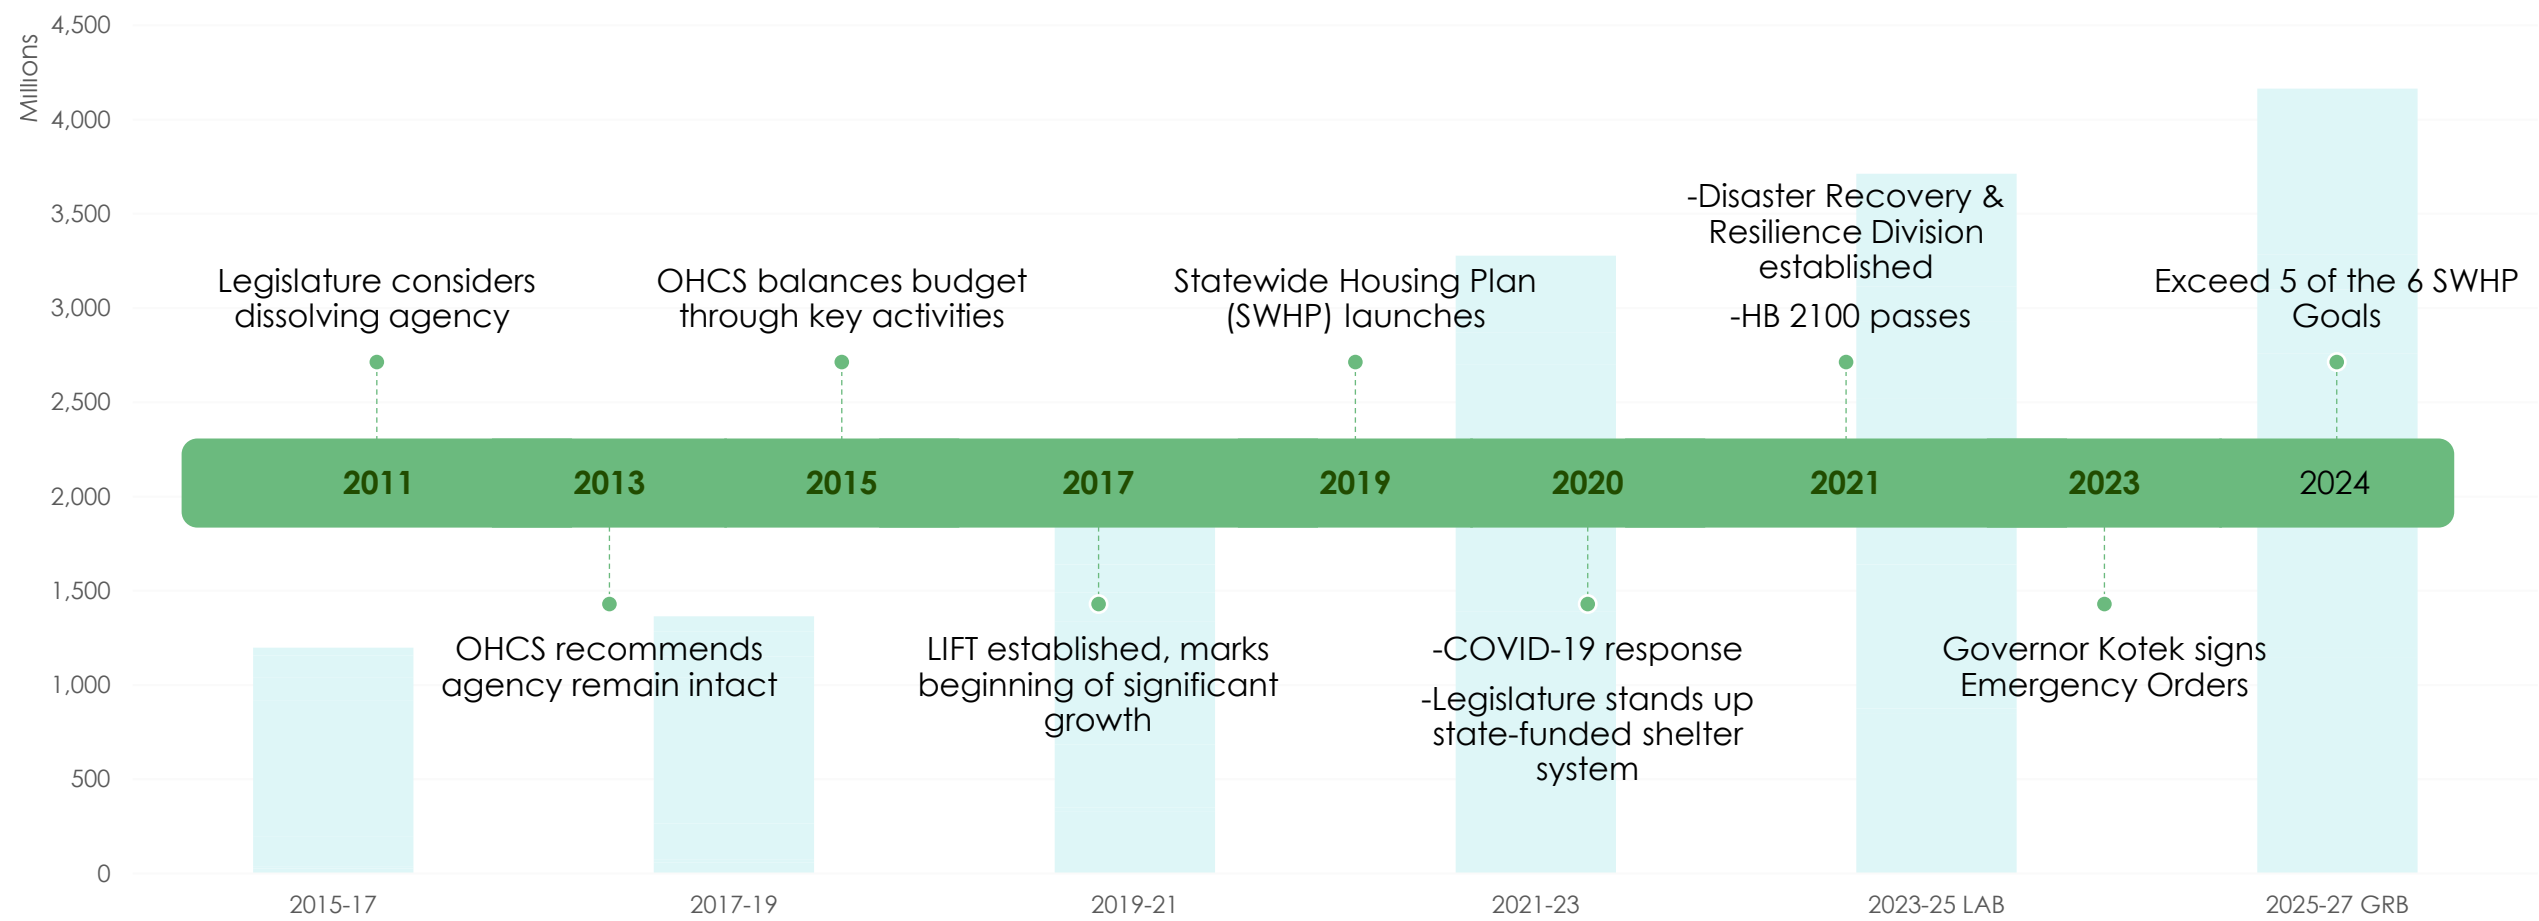 Millions
4,500
4,000
3,500
3,000
2,500
2,000
1,500
1,000
500
0
Legislature considers
dissolving agency
OHCS balances budget
through key activities
Statewide Housing Plan
(SWHP) launches
-Disaster Recovery &
Resilience Division
established
-HB 2100 passes
Exceed 5 of the 6 SWHP
Goals
2011 2013 2015 2017 2019 2020 2021 2023 2024
OHCS recommends
agency remain intact
LIFT established, marks
beginning of significant
growth
-COVID-19 response
-Legislature stands up
state-funded shelter
system
Governor Kotek signs
Emergency Orders
2015-17 2017-19 2019-21 2021-23 2023-25 LAB 2025-27 GRB